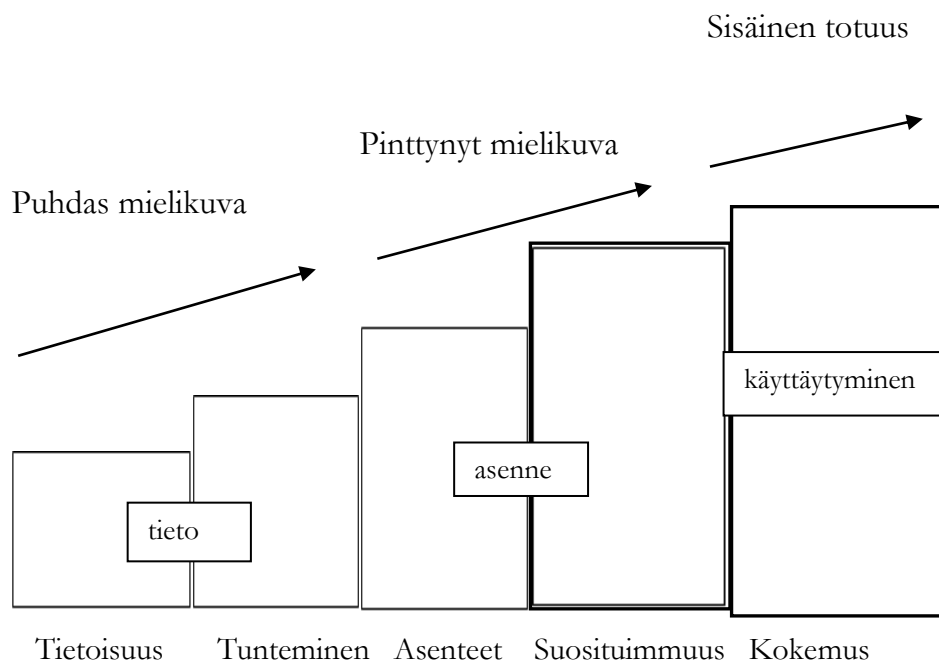 Sisäinen totuus
Pinttynyt mielikuva
Puhdas mielikuva
käyttäytyminen
asenne
tieto
Tietoisuus Tunteminen Asenteet Suosituimmuus Kokemus